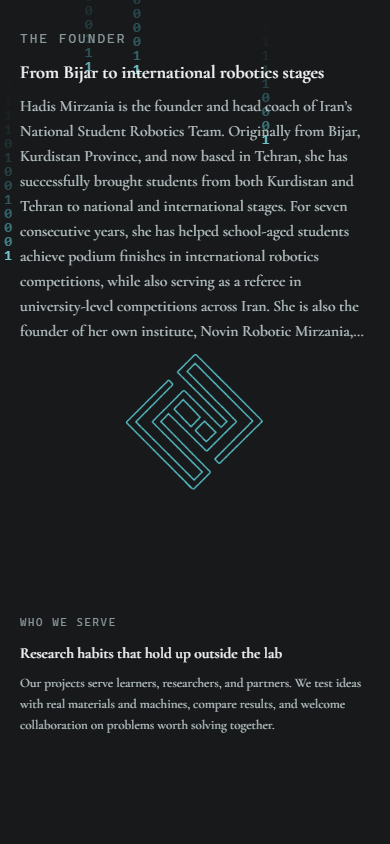 THE FOUNDER
From Bijar to international robotics stages
Hadis Mirzania is the founder and head coach of Iran's
National Student Robotics Team. Originally from Bijar,
Kurdistan Province, and now based in Tehran, she has
successfully brought students from both Kurdistan and
Tehran to national and international stages. For seven
consecutive years, she has helped school-aged students
achieve podium finishes in international robotics
competitions, while also serving as a referee in
university-level competitions across Iran. She is also the
founder of her own institute, Novin Robotic Mirzania,...
WHO WE SERVE
Research habits that hold up outside the lab
Our projects serve learners, researchers, and partners. We test ideas
with real materials and machines, compare results, and welcome
collaboration on problems worth solving together.